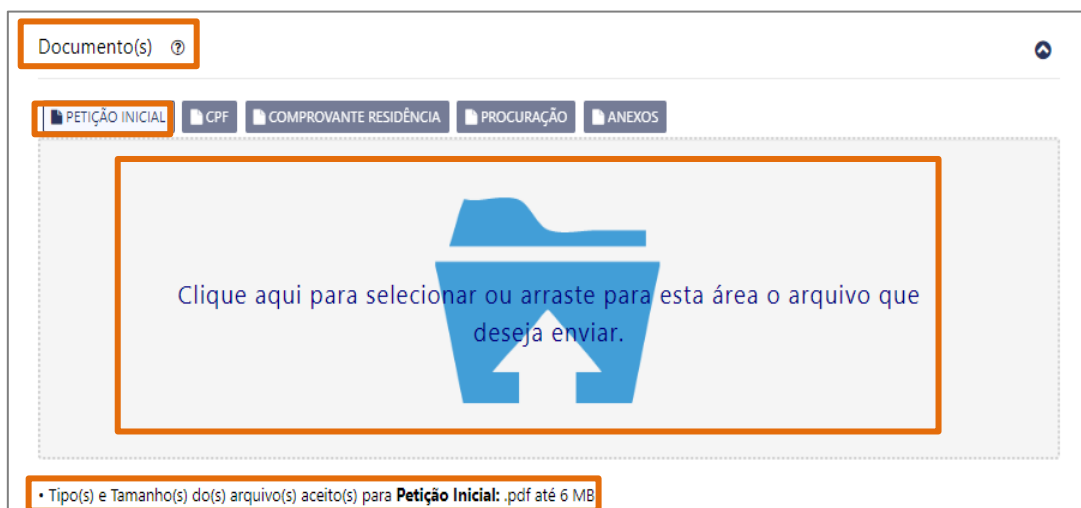 Documento(s) ?
PETIÇÃO INICIAL CPF COMPROVANTE RESIDÊNCIA PROCURAÇÃO ANEXOS
Clique aqui para selecionar ou arraste para esta área o arquivo que
deseja enviar.
• Tipo(s) e Tamanho(s) do(s) arquivo(s) aceito(s) para Petição Inicial: .pdf até 6 MB